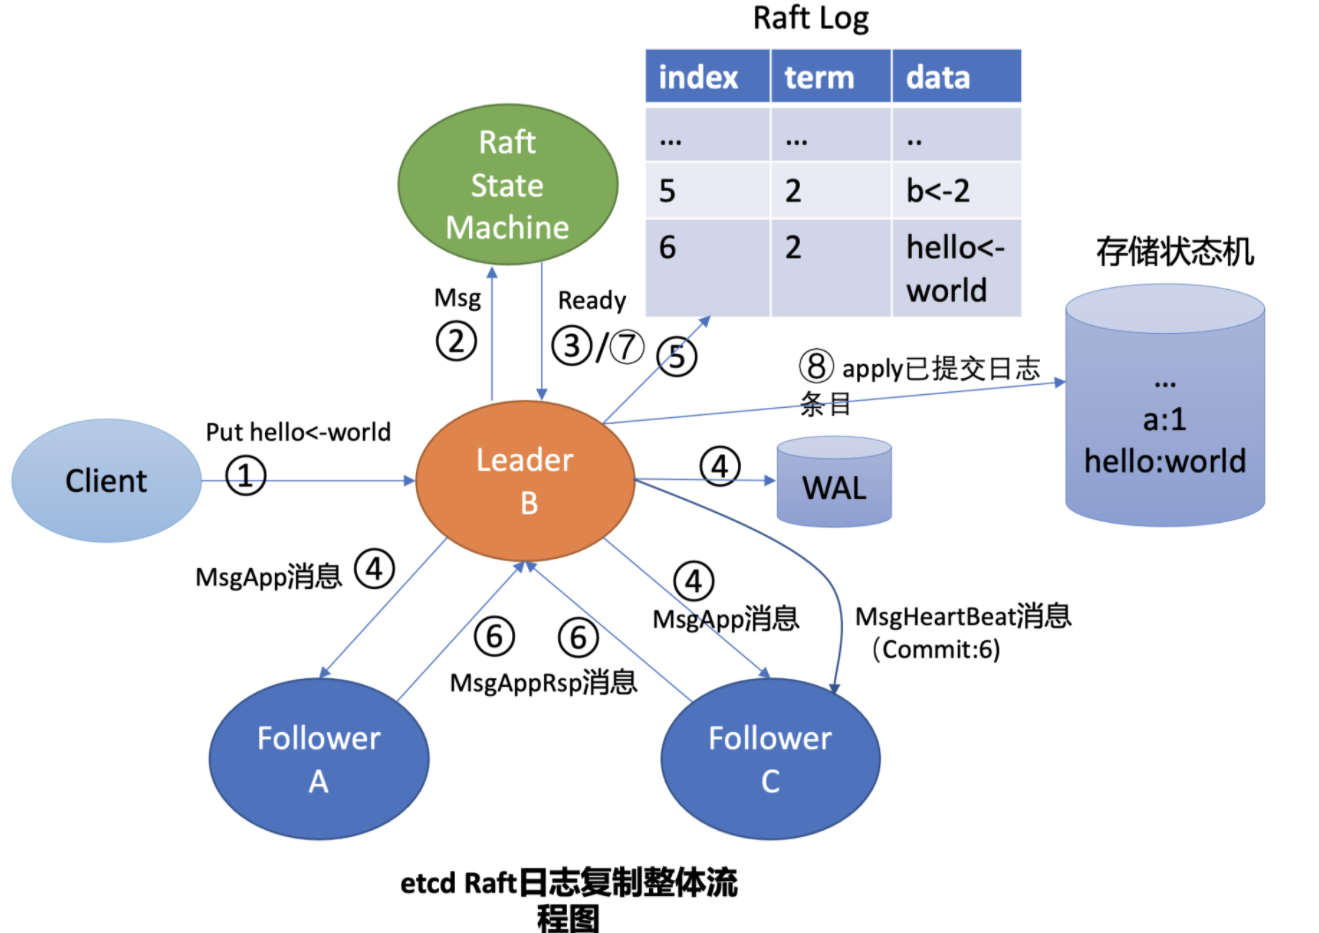 Raft Log
index term data
... ... ..
5 2 b<-2
6 2 hello<-
world
Raft
State
Machine
存储状态机
Msg
②
Ready
③/⑦
⑤
⑧ apply已提交日志
条目
...
a:1
hello:world
Put hello<-world
①
Client
Leader
B
④
WAL
MsgApp消息 ④
④
MsgApp消息
⑥ ⑥
MsgAppRsp消息
MsgHeartBeat消息
（Commit:6)
Follower
A
Follower
C
etcd Raft日志复制整体流
程图